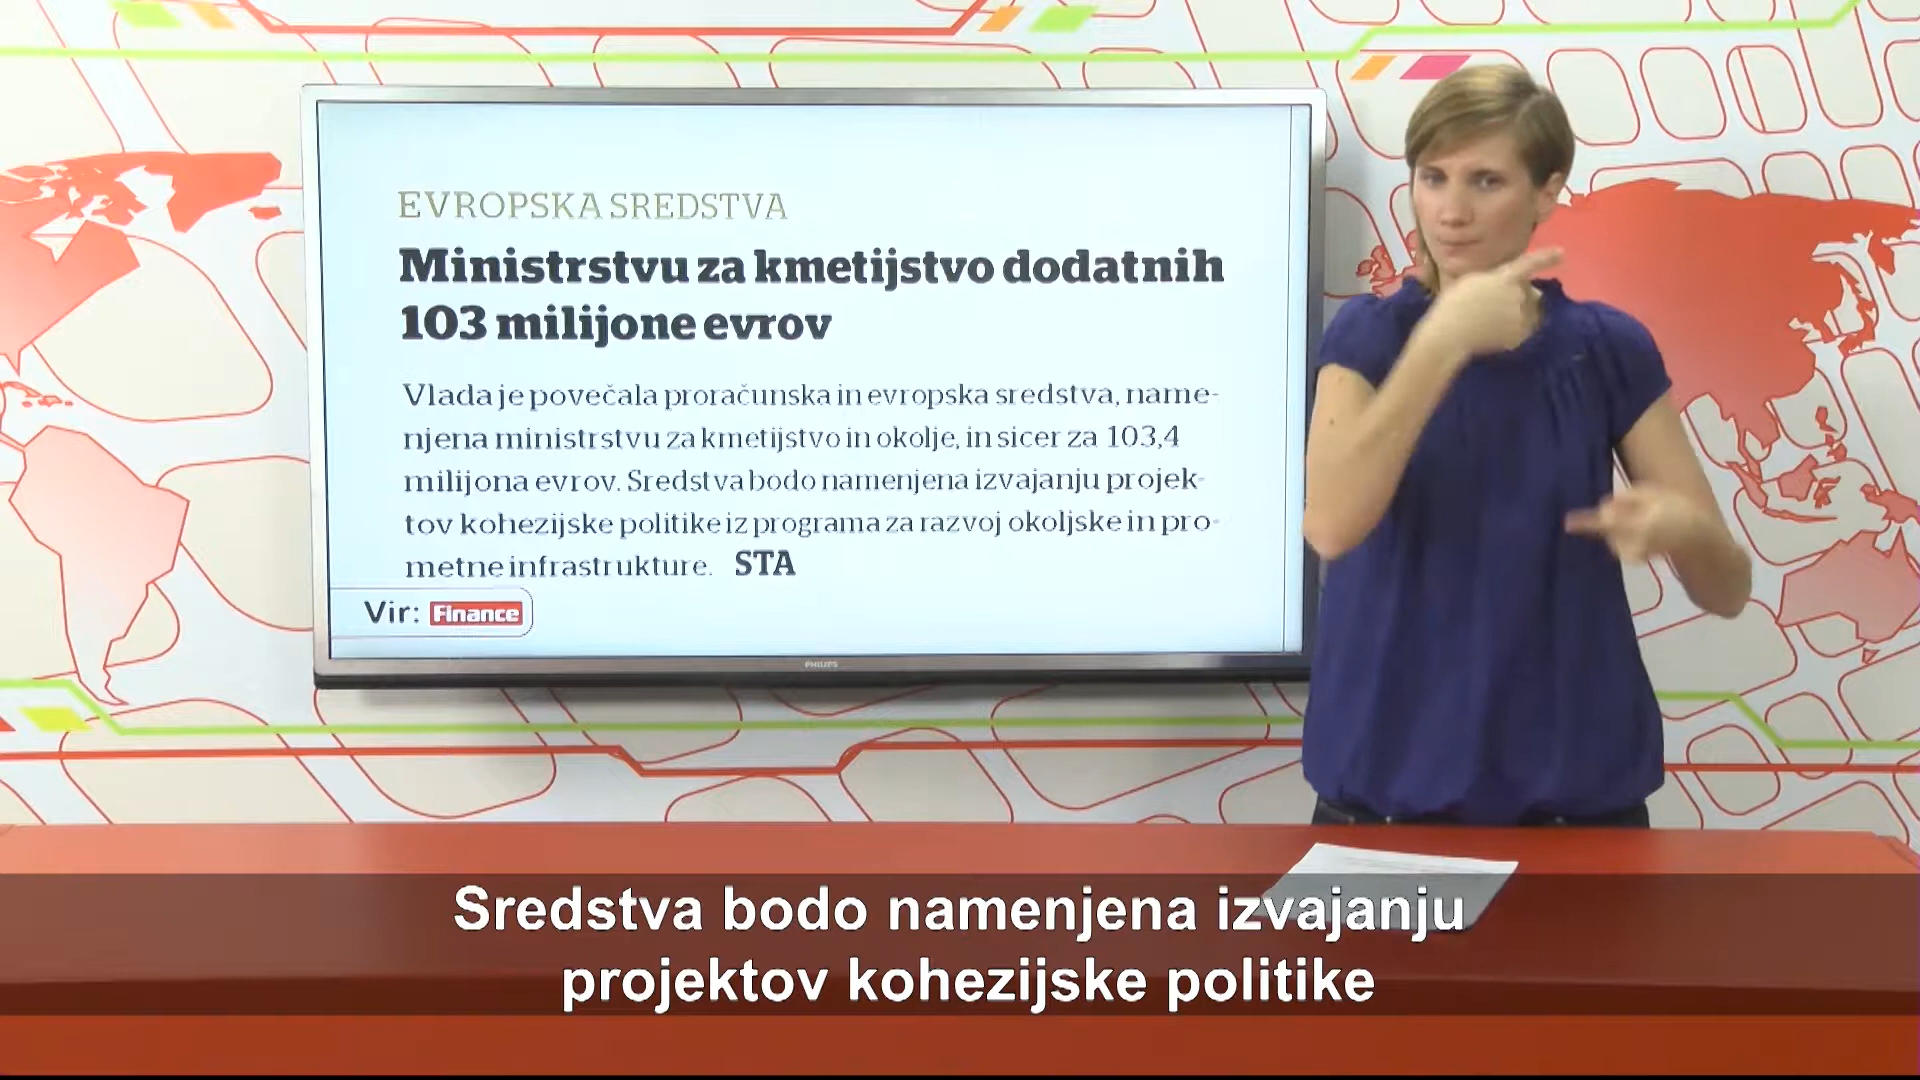 EVROPSKA SREDSTVA
Ministrstvu za kmetijstvo dodatnih
103 milijone evrov
Vlada je povečala proračunska in evropska sredstva, name-
njena ministrstvu za kmetijstvo in okolje, in sicer za 103,4
milijona evrov. Sredstva bodo namenjena izvajanju projek-
tov kohezijske politike iz programa za razvoj okoljske in pro-
metne infrastrukture. STA
Vir: Finance
PHILIPS
Sredstva bodo namenjena izvajanju
projektov kohezijske politike